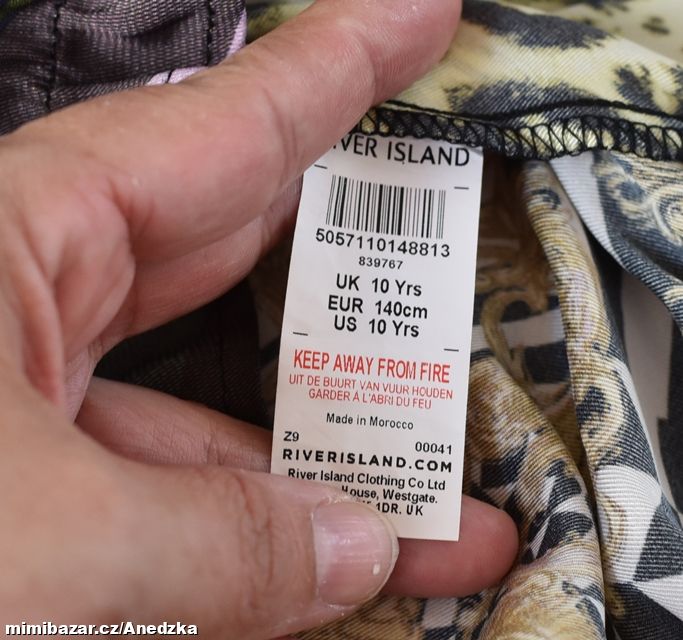 RIVER ISLAND
5057110148813
839767
UK 10 Yrs
EUR 140cm
US 10 Yrs
KEEP AWAY FROM FIRE
UIT DE BUURT VAN VUUR HOUDEN
GARDER À L'ABRI DU FEU
Made in Morocco
Z9 00041
RIVERISLAND.COM
River Island Clothing Co Ltd
House, Westgate.
1DR. UK
mimibazar.cz/Anedzka